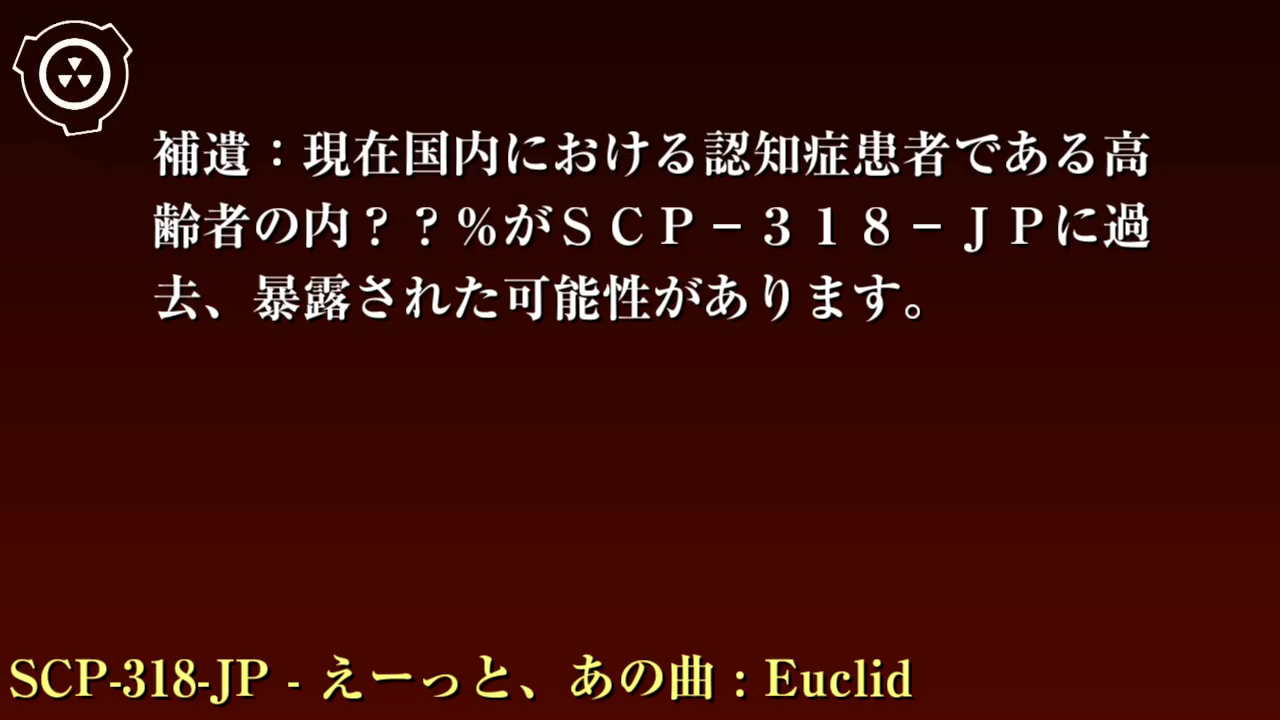 補遺：現在国内における認知症患者である高
齢者の内？？％がＳＣＰ－３１８－ＪＰに過
去、暴露された可能性があります。
SCP-318-JP - えーっと、あの曲 : Euclid